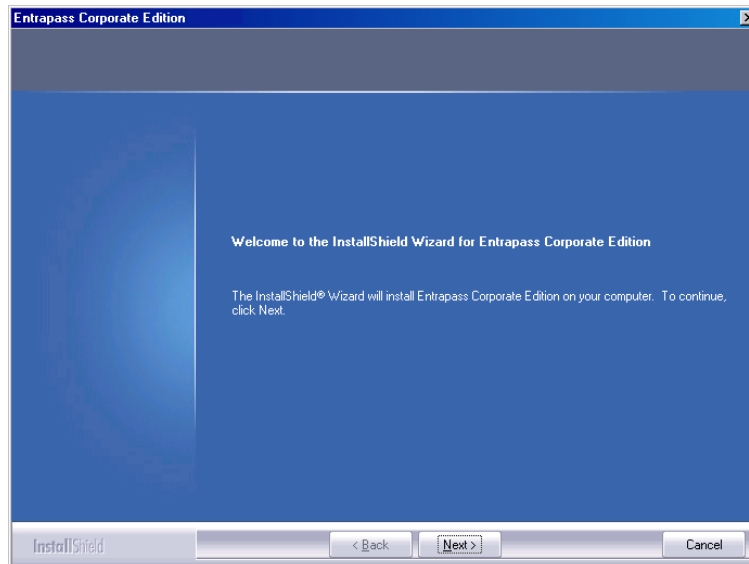 Entrapass Corporate Edition
Welcome to the InstallShield Wizard for Entrapass Corporate Edition
The InstallShield® Wizard will install Entrapass Corporate Edition on your computer. To continue,
click Next.
InstallShield
< Back
Next >
Cancel